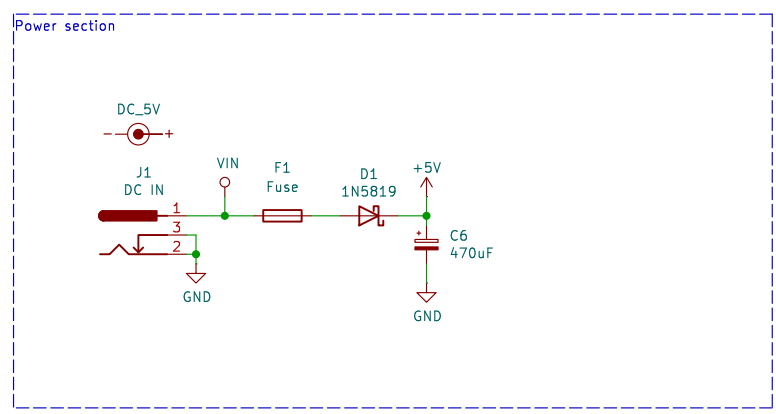 Power section
DC_5V
- +
J1
DC IN
VIN
F1
Fuse
D1
1N5819
+5V
1
3
2
GND
+
C6
470uF
GND